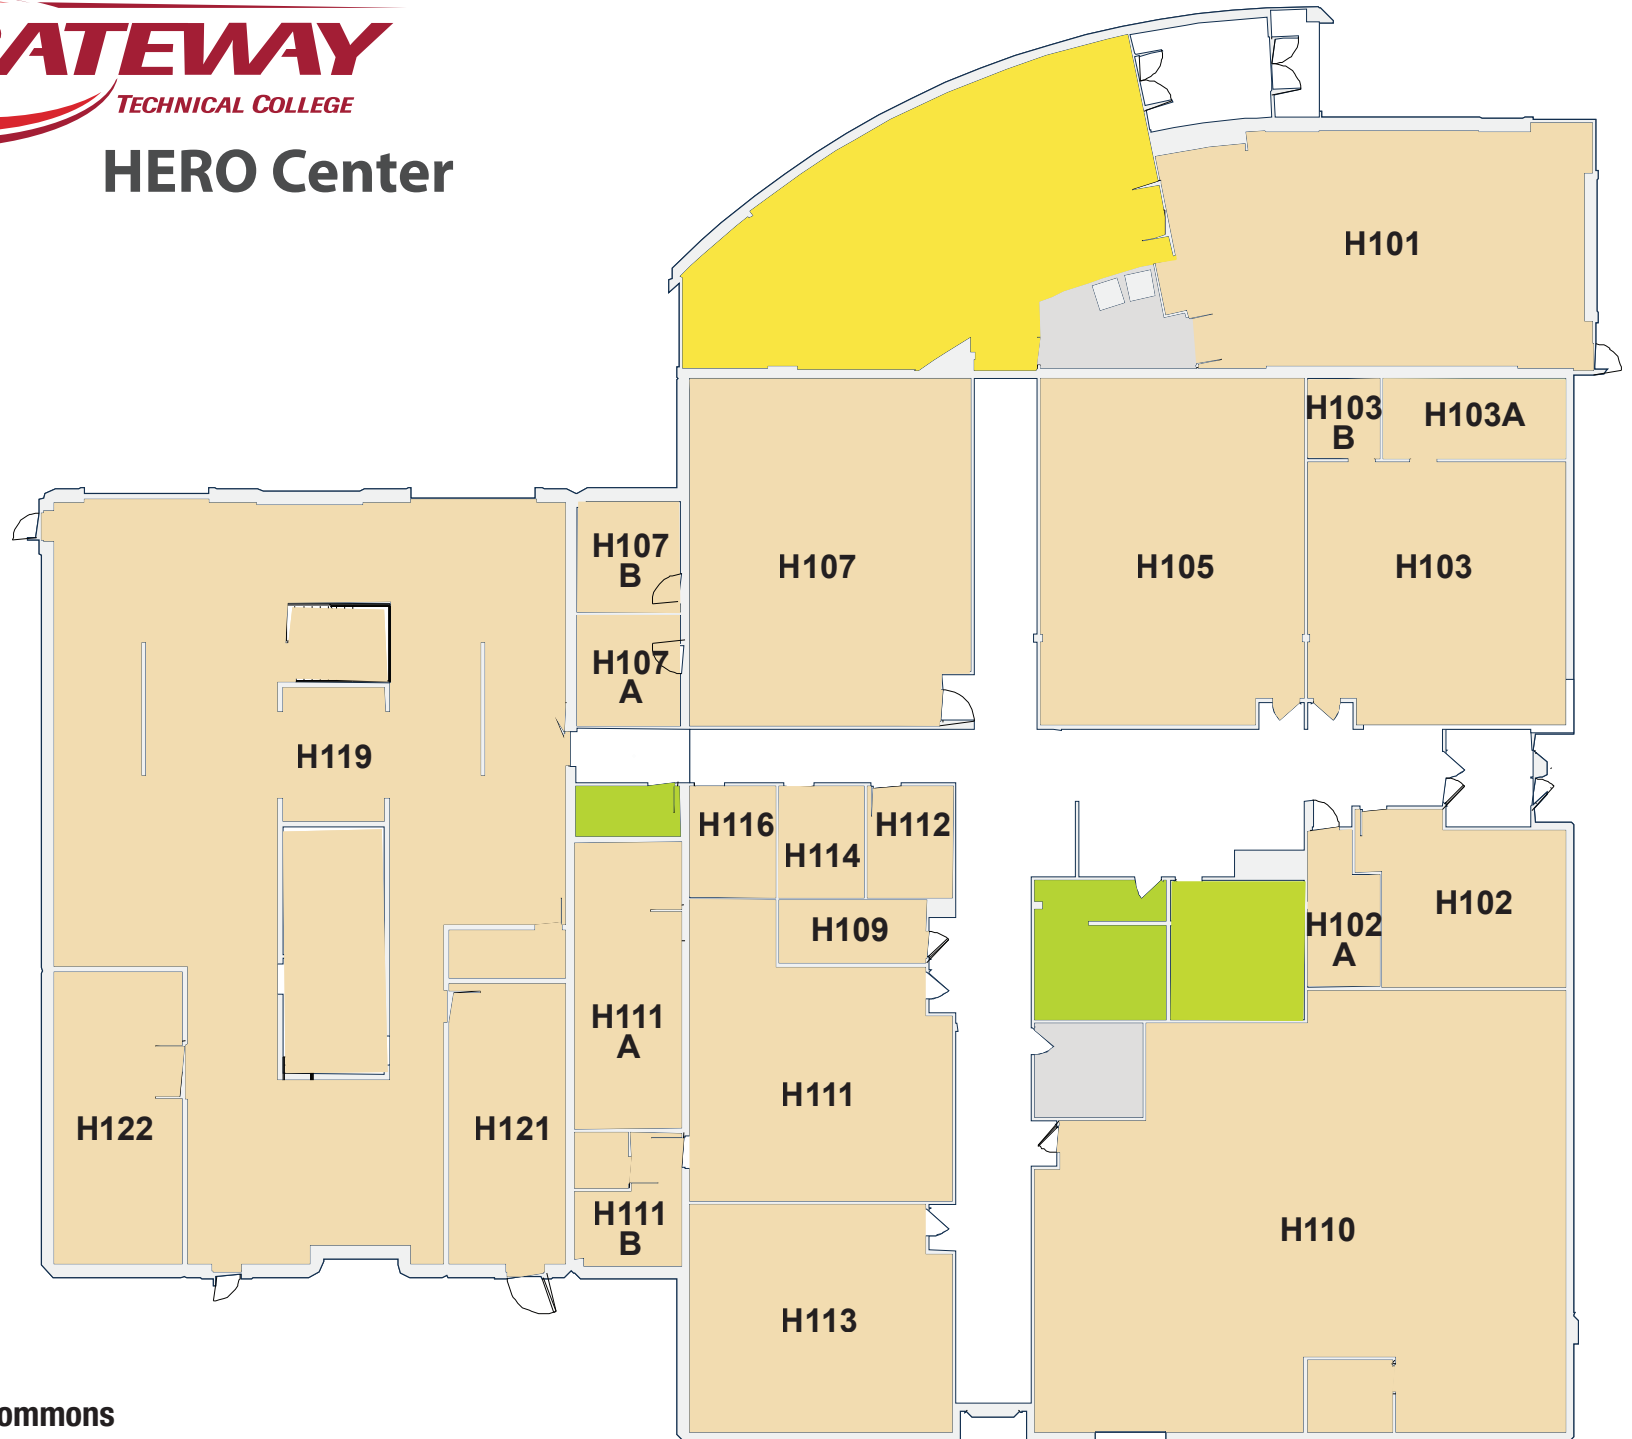 ATEWAY
TECHNICAL COLLEGE
HERO Center
H101
H103
B
H103A
H107
B
H107
H105
H103
H107
A
H119
H116
H114
H112
H109
H102
A
H102
H111
A
H111
H122
H121
H111
B
H110
H113
ommons